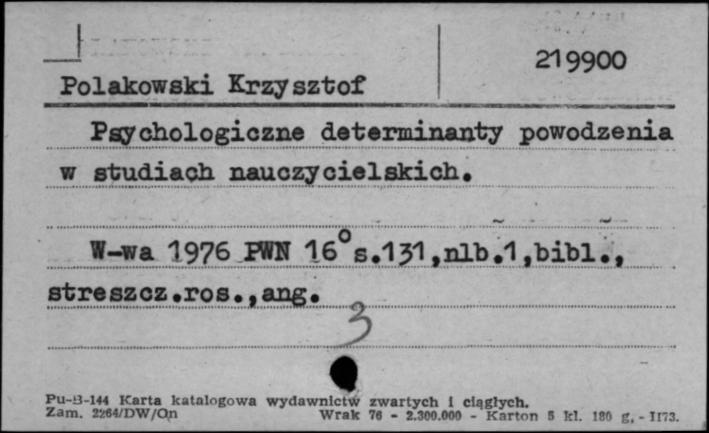 219900
Polakowski Krzysztof
Psychologiczne determinanty powodzenia
w studiach nauczycielskich.
W-wa 1976 PWN 16° s.131,nlb.1,bibl.,
streszcz.ros.,ang.
3
Pu-B-144 Karta katalogowa wydawnictw zwartych i ciągłych.
Zam. 2264/DW/On Wrak 76 - 2.300.000 - Karton 5 kl. 180 g. - II73.